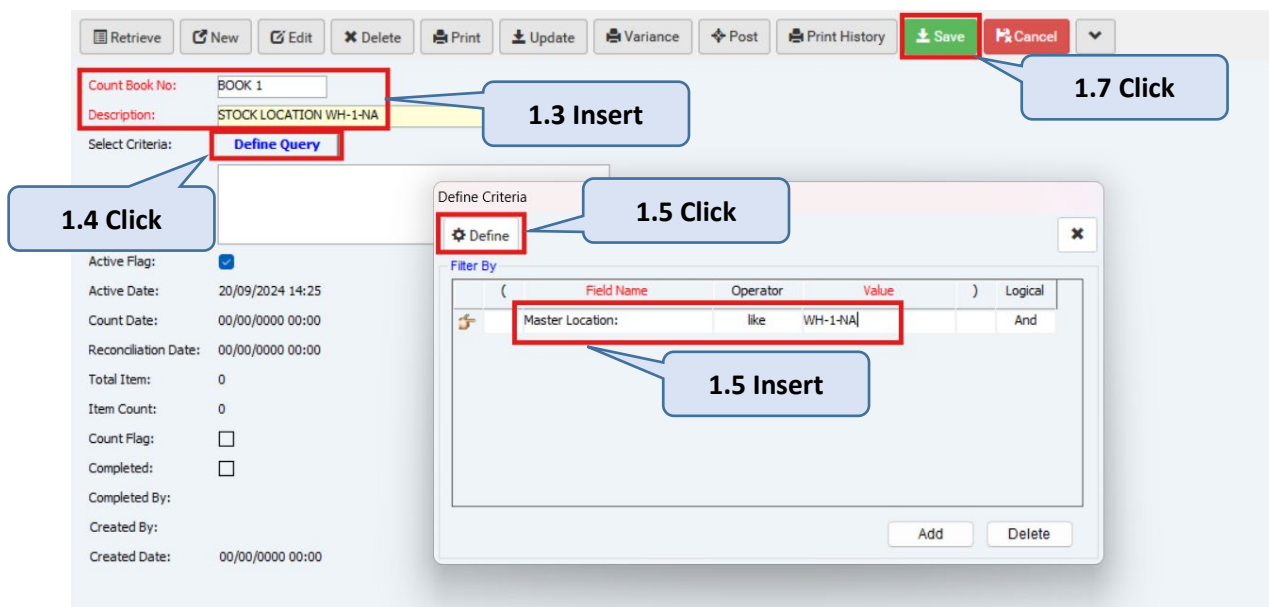 Retrieve New Edit Delete Print Update Variance Post Print History Save Cancel
1.7 Click
Count Book No: BOOK 1
Description: STOCK LOCATION WH-1-NA
1.3 Insert
Select Criteria: Define Query
1.4 Click
Define Criteria
1.5 Click
Define
Filter By
( Field Name Operator Value ) Logical
Master Location: like WH-1-NA And
1.5 Insert
Add Delete
Active Flag:
Active Date: 20/09/2024 14:25
Count Date: 00/00/0000 00:00
Reconciliation Date: 00/00/0000 00:00
Total Item: 0
Item Count: 0
Count Flag:
Completed:
Completed By:
Created By:
Created Date: 00/00/0000 00:00